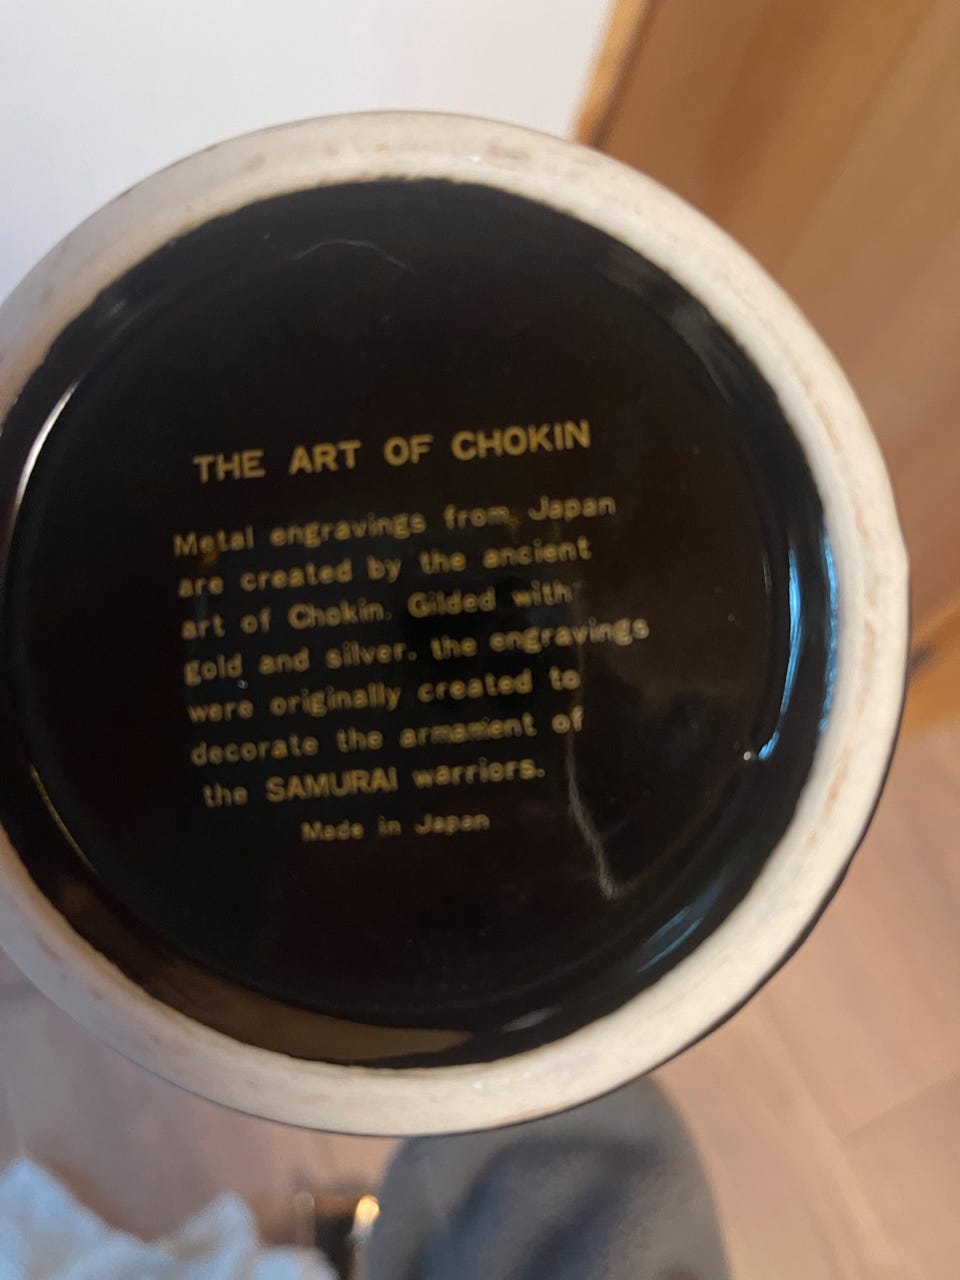 THE ART OF CHOKIN
Metal engravings from Japan
are created by the ancient
art of Chokin. Gilded with
gold and silver. the engravings
were originally created to
decorate the armament of
the SAMURAI warriors.
Made in Japan